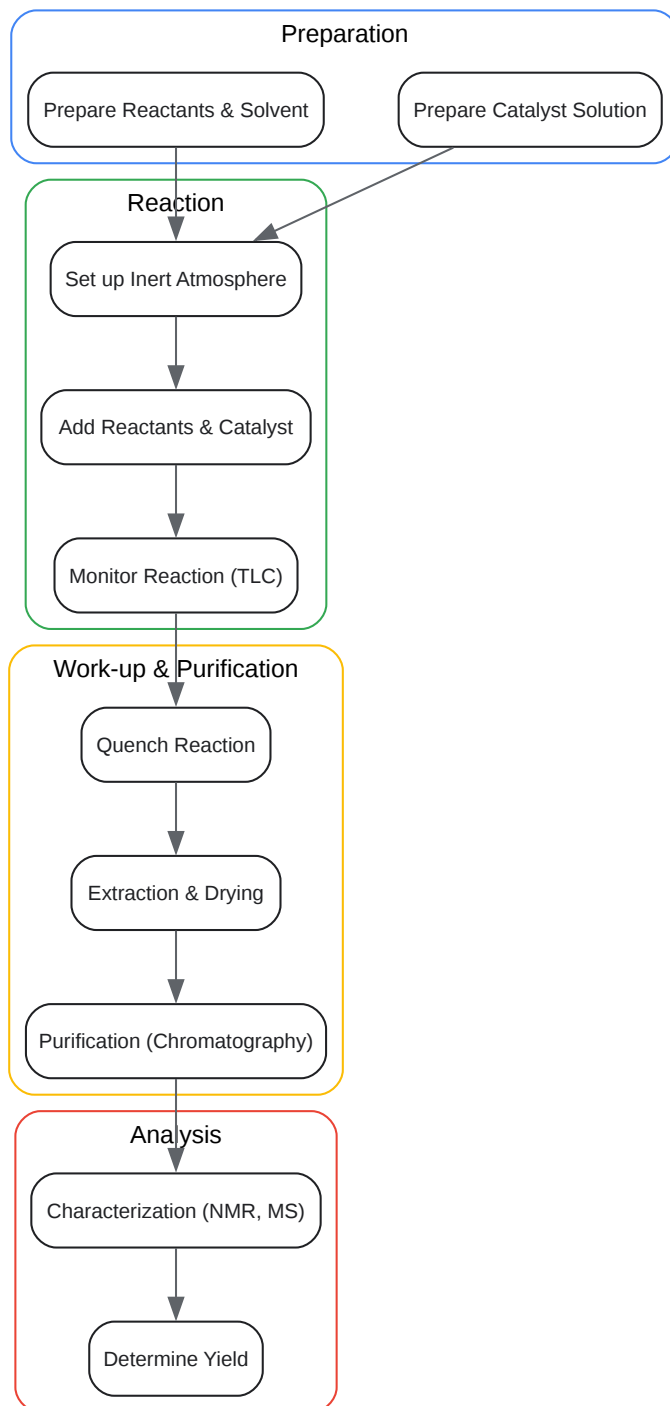 Preparation
Prepare Reactants & Solvent
Prepare Catalyst Solution
Reaction
Set up Inert Atmosphere
Add Reactants & Catalyst
Monitor Reaction (TLC)
Work-up & Purification
Quench Reaction
Extraction & Drying
Purification (Chromatography)
Analysis
Characterization (NMR, MS)
Determine Yield